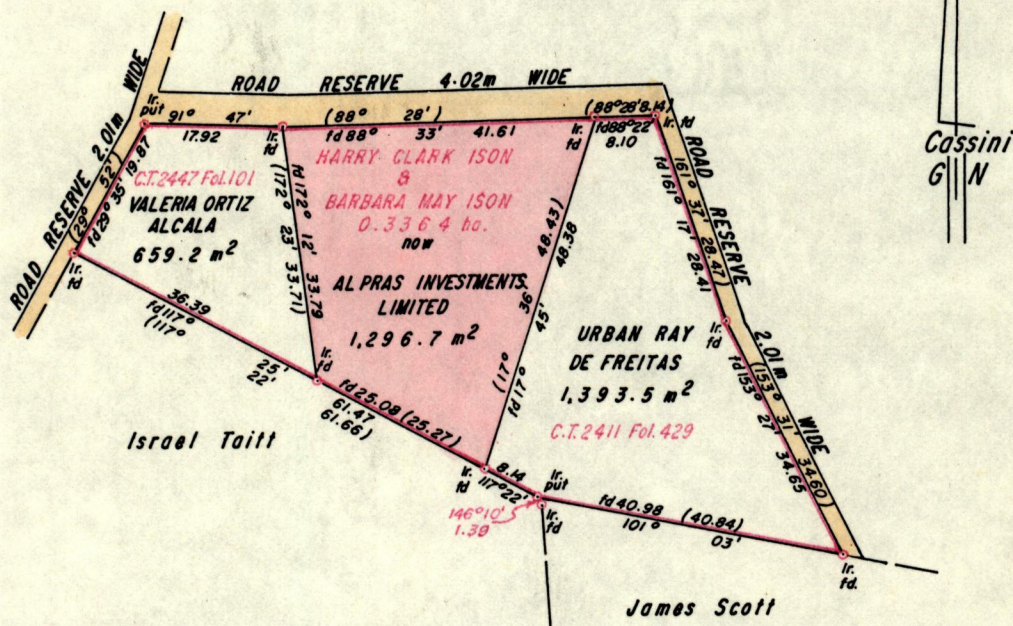 ROAD RESERVE 4.02m WIDE
ROAD RESERVE 2.01m WIDE
Ir.
put
91° 47'
17.92
Ir.
fd
(88° 28')
fd 88° 33' 41.61
Ir.
fd
(88°28' 8.14)
fd88°22'
8.10
Ir. fd
Cassini
G N
(29° 52')
fd29° 35' 19.87
Ir.
fd
C.T.2447 Fol.101
VALERIA ORTIZ
ALCALA
659.2 m²
HARRY CLARK ISON
&
BARBARA MAY ISON
0.3364 ha.
now
ALPRAS INVESTMENTS
LIMITED
1,296.7 m²
fd 172° 12' 33.79
(172° 23' 33.71)
48.43)
48.38
36'
45'
(17°
fd 17°
161° 37' 28.47)
fd 161° 17' 28.41
ROAD RESERVE 2.01m WIDE
Ir.
fd
(153° 31' 34.60)
fd153° 27' 34.65
URBAN RAY
DE FREITAS
1,393.5 m²
C.T.2411 Fol.429
36.39
fd117° 25'
(117° 22'
Ir.
fd
fd25.08 (25.27)
61.47
61.66)
Israel Taitt
Ir.
fd
8.14
117°22'
Ir.
put
146°10'
1.39
Ir.
fd
fd40.98 (40.84)
101° 03'
Ir.
fd.
James Scott